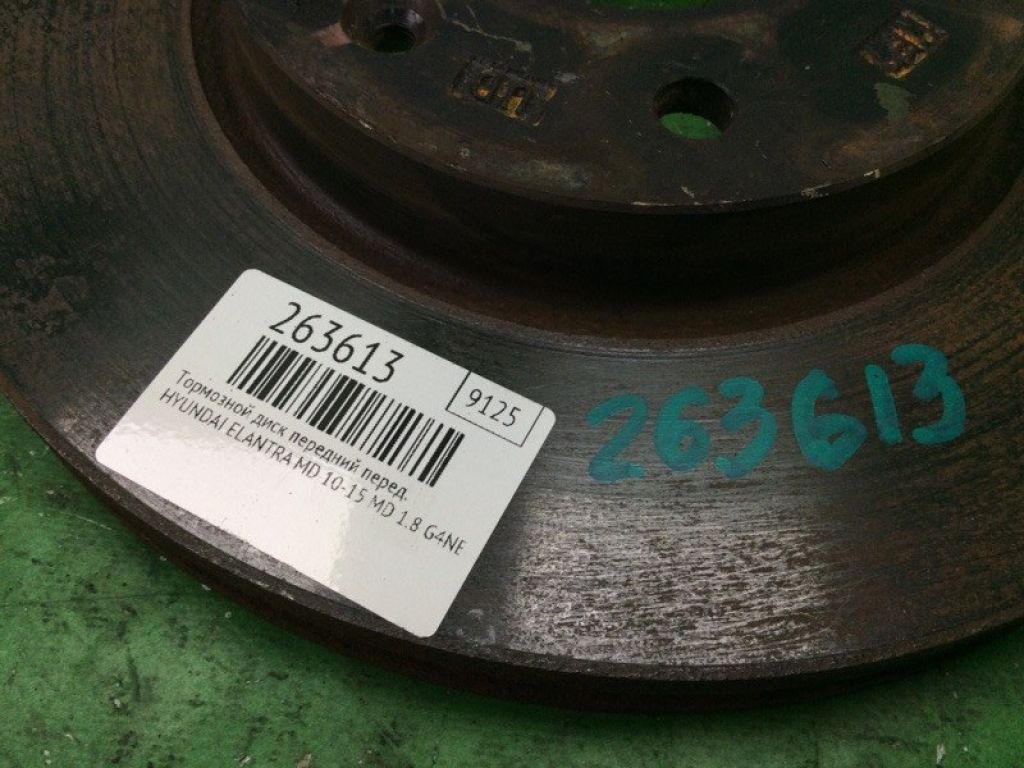 263613
9125
Тормозной диск передний перед.
HYUNDAI ELANTRA MD 10-15 MD 1.8 G4NE
263613